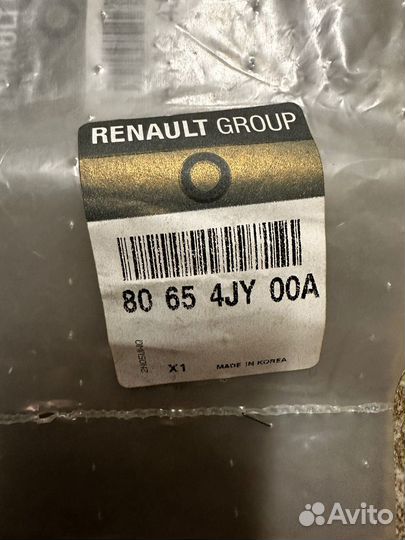 RENAULT GROUP
80 65 4JY 00A
X1
MADE IN KOREA
Avito